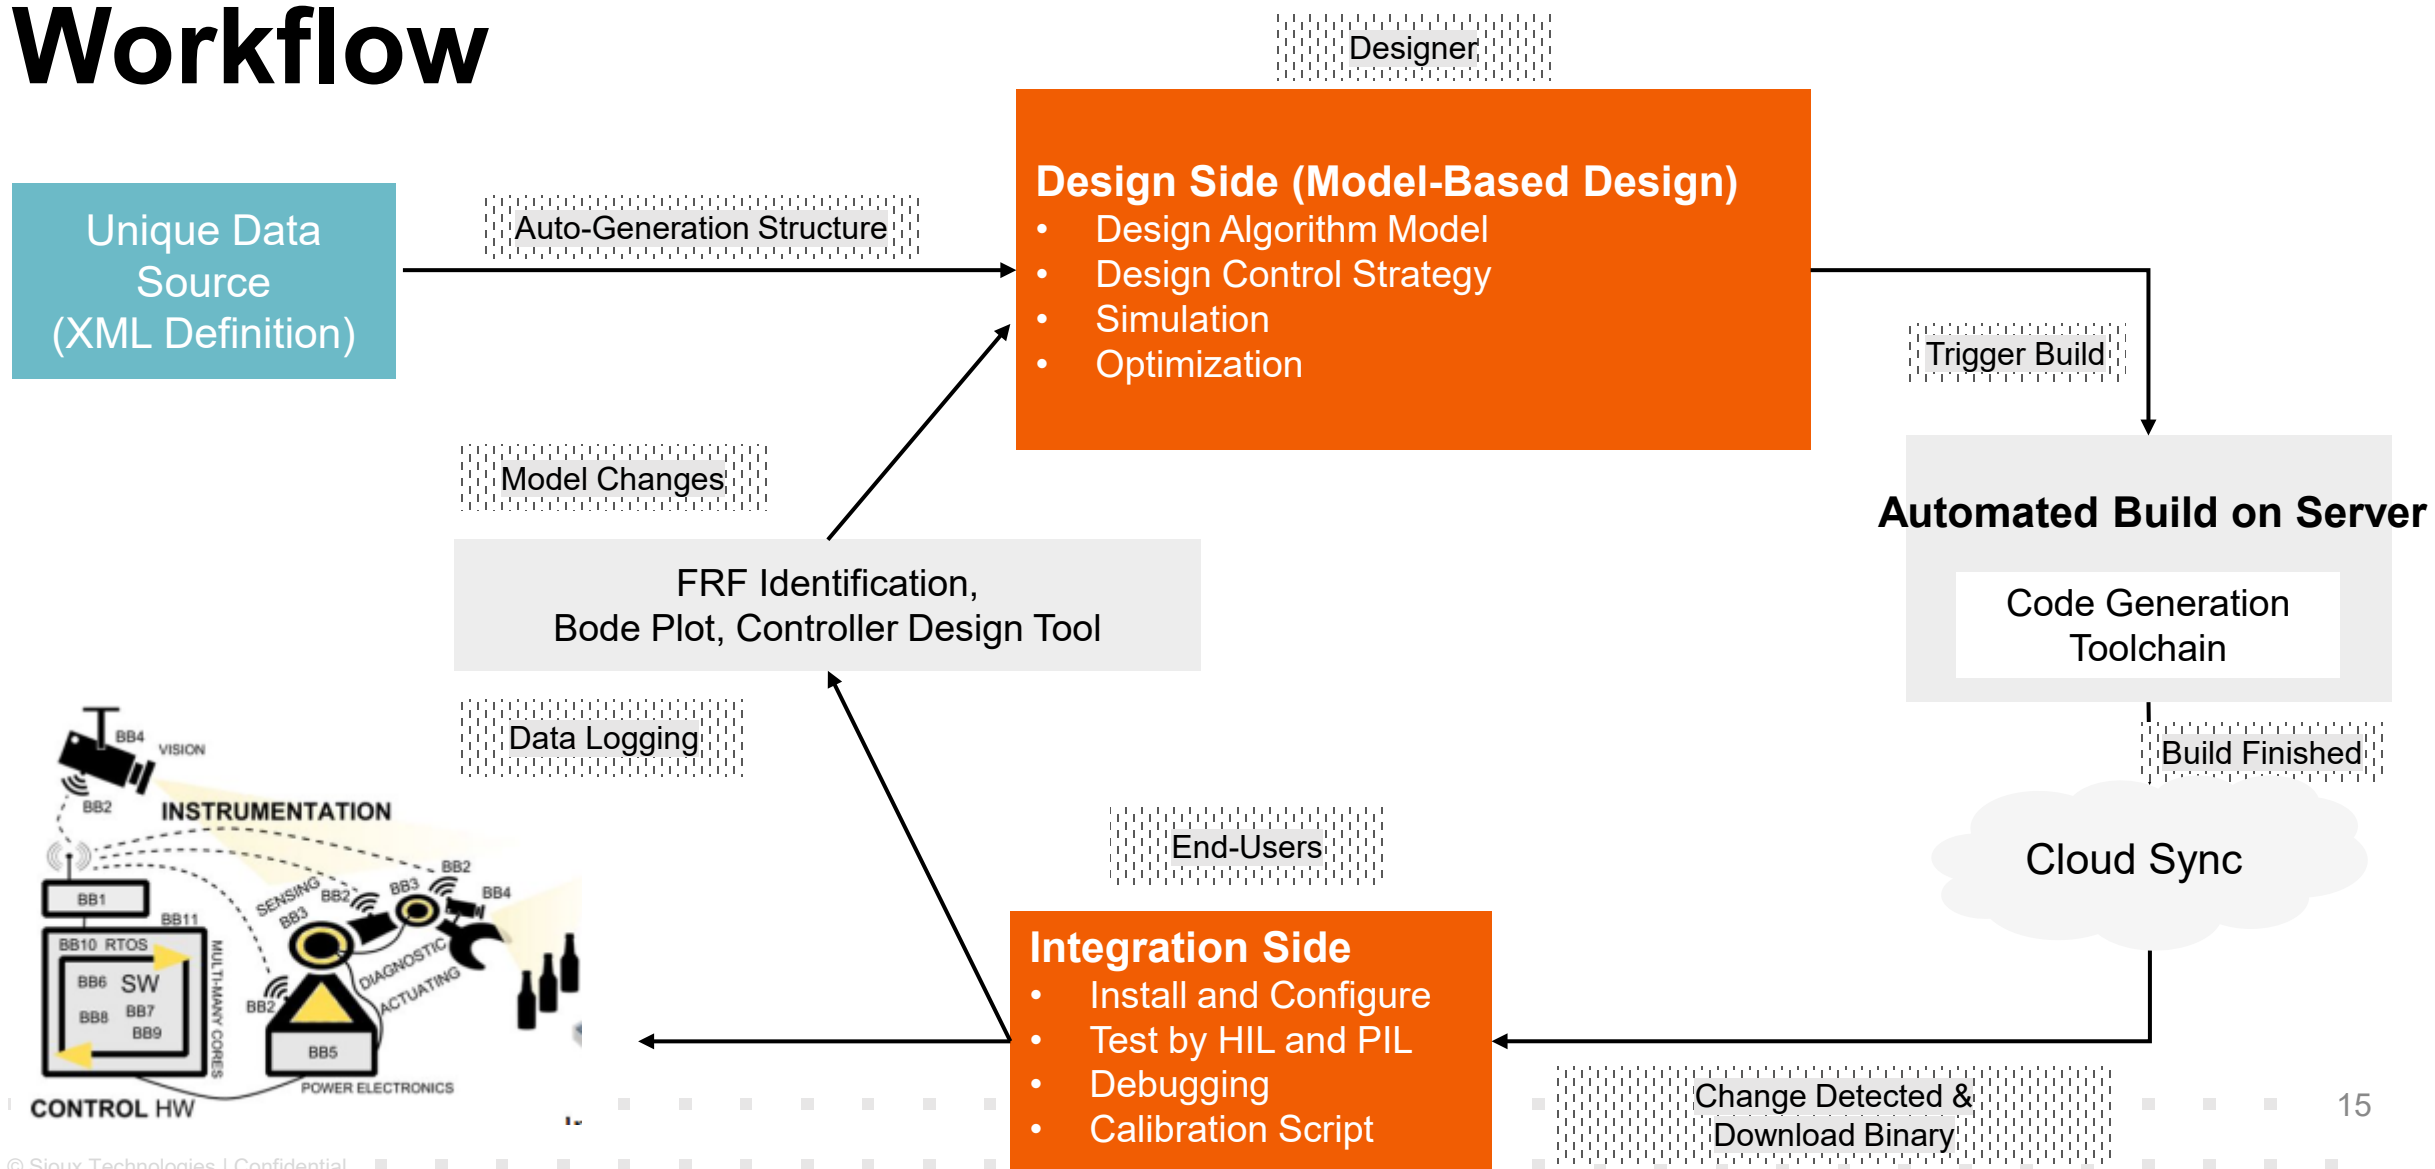 Workflow
Designer
Unique Data
Source
(XML Definition)
Auto-Generation Structure
Design Side (Model-Based Design)
• Design Algorithm Model
• Design Control Strategy
• Simulation
• Optimization
Trigger Build
Model Changes
Automated Build on Server
Code Generation
Toolchain
FRF Identification,
Bode Plot, Controller Design Tool
Data Logging
Build Finished
Cloud Sync
End-Users
Integration Side
• Install and Configure
• Test by HIL and PIL
• Debugging
• Calibration Script
Change Detected &
Download Binary
BB4
VISION
BB2
INSTRUMENTATION
BB1
BB11
SENSING
BB3
BB2
BB3
BB2
BB4
BB10 RTOS
BB6 SW
BB8 BB7
BB9
MULTI-MANY CORES
BB2
DIAGNOSTIC
ACTUATING
BB5
POWER ELECTRONICS
CONTROL HW
15
© Sioux Technologies | Confidential